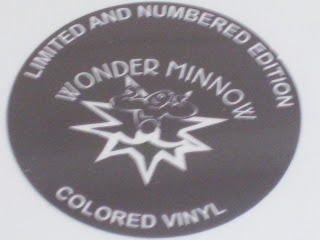 LIMITED AND NUMBERED EDITION
WONDER MINNOW
COLORED VINYL